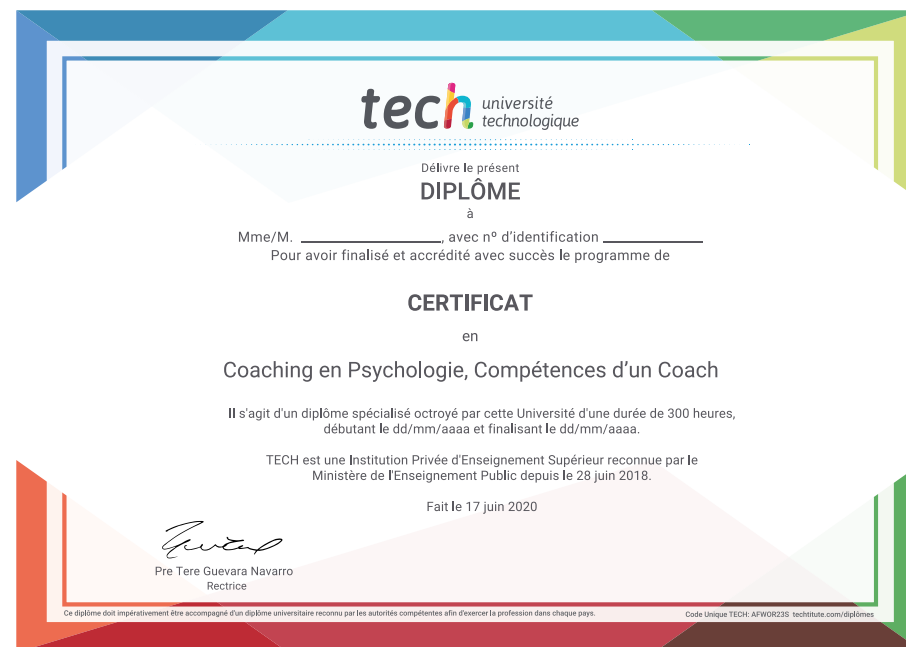 tech université
technologique
Délivre le présent
DIPLÔME
à
Mme/M. ____________________, avec nº d'identification ______________
Pour avoir finalisé et accrédité avec succès le programme de
CERTIFICAT
en
Coaching en Psychologie, Compétences d'un Coach
Il s'agit d'un diplôme spécialisé octroyé par cette Université d'une durée de 300 heures,
débutant le dd/mm/aaaa et finalisant le dd/mm/aaaa.
TECH est une Institution Privée d'Enseignement Supérieur reconnue par le
Ministère de l'Enseignement Public depuis le 28 juin 2018.
Fait le 17 juin 2020
Pre Tere Guevara Navarro
Rectrice
Ce diplôme doit impérativement être accompagné d'un diplôme universitaire reconnu par les autorités compétentes afin d'exercer la profession dans chaque pays.
Code Unique TECH: AFWOR23S techtitute.com/diplômes